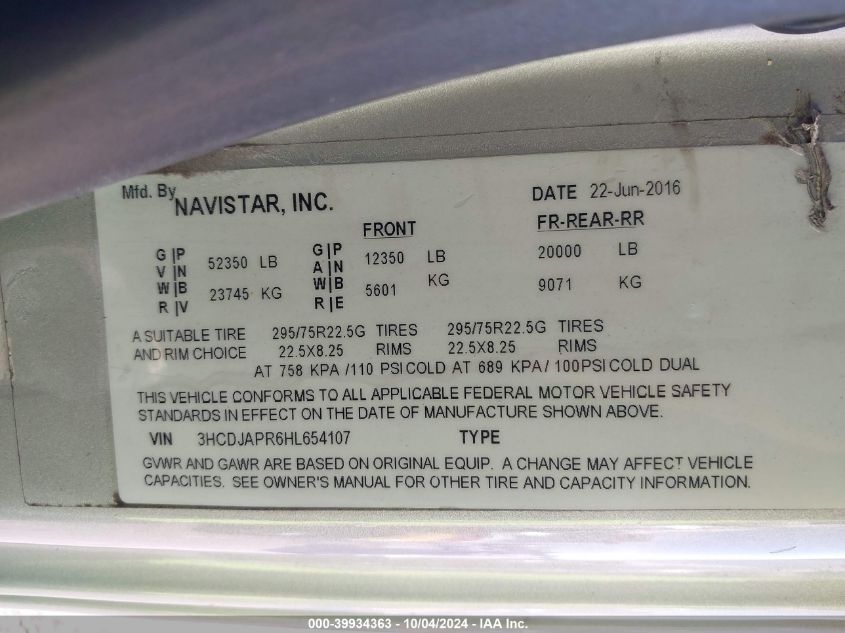 Mfd. By NAVISTAR, INC. DATE 22-Jun-2016
FRONT FR-REAR-RR
G|P 52350 LB G|P 12350 LB 20000 LB
V|N A|N
W|B 23745 KG W|B 5601 KG 9071 KG
R|V R|E
A SUITABLE TIRE 295/75R22.5G TIRES 295/75R22.5G TIRES
AND RIM CHOICE 22.5X8.25 RIMS 22.5X8.25 RIMS
AT 758 KPA /110 PSI COLD AT 689 KPA/ 100PSI COLD DUAL
THIS VEHICLE CONFORMS TO ALL APPLICABLE FEDERAL MOTOR VEHICLE SAFETY
STANDARDS IN EFFECT ON THE DATE OF MANUFACTURE SHOWN ABOVE.
VIN 3HCDJAPR6HL654107 TYPE
GVWR AND GAWR ARE BASED ON ORIGINAL EQUIP. A CHANGE MAY AFFECT VEHICLE
CAPACITIES. SEE OWNER'S MANUAL FOR OTHER TIRE AND CAPACITY INFORMATION.
000-39934363 - 10/04/2024 - IAA Inc.